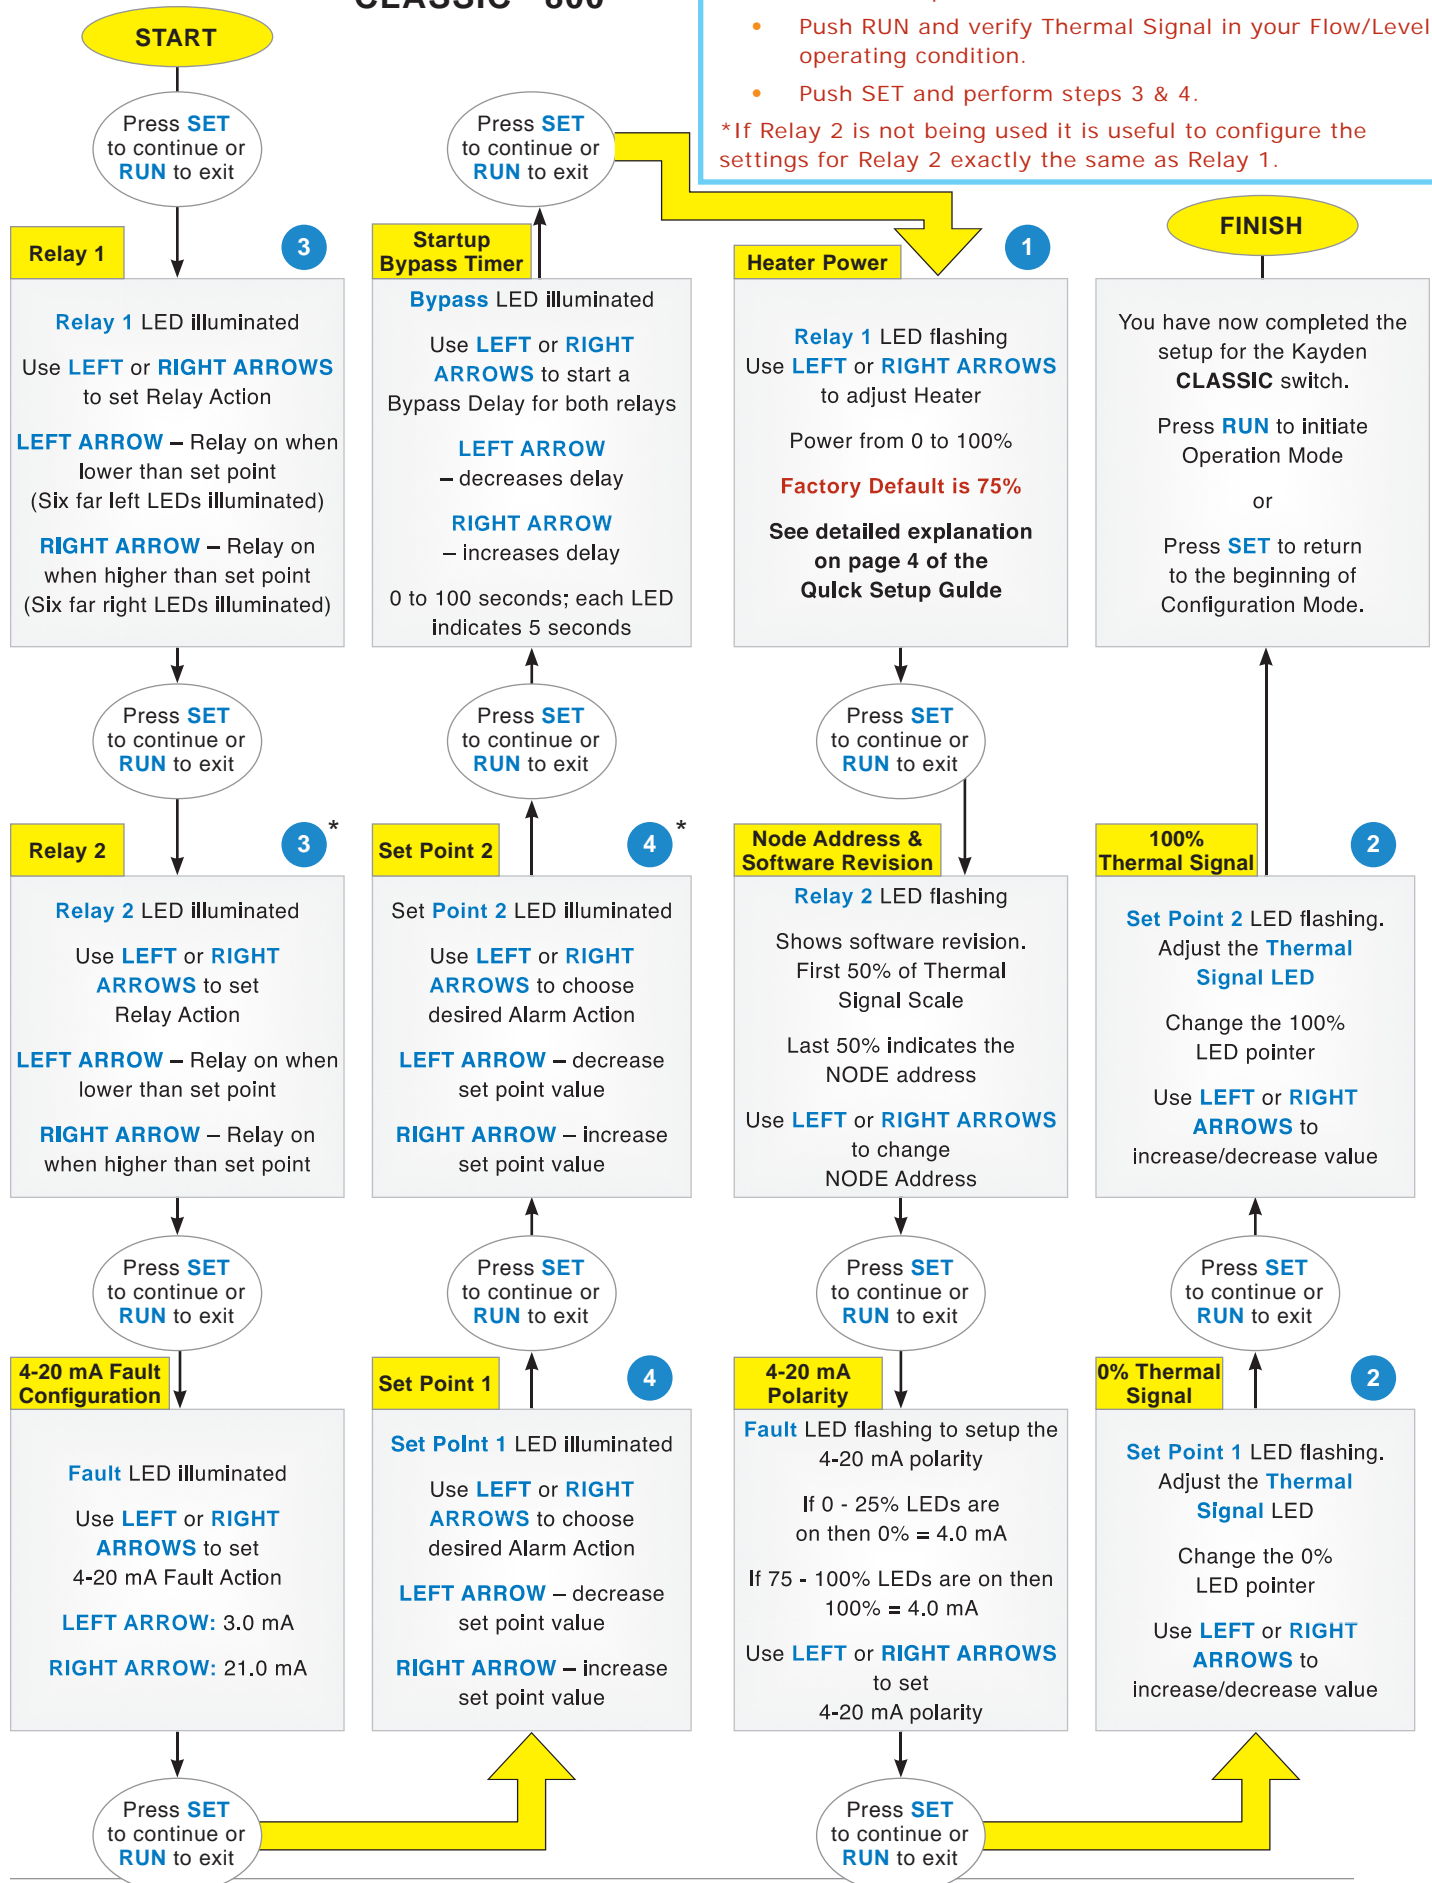 CLASSIC 800
START
Push RUN and verify Thermal Signal in your Flow/Level
operating condition.
Push SET and perform steps 3 & 4.
*If Relay 2 is not being used it is useful to configure the
settings for Relay 2 exactly the same as Relay 1.
Press SET
to continue or
RUN to exit
Relay 1
3
Relay 1 LED illuminated
Use LEFT or RIGHT ARROWS
to set Relay Action
LEFT ARROW – Relay on when
lower than set point
(Six far left LEDs illuminated)
RIGHT ARROW – Relay on
when higher than set point
(Six far right LEDs illuminated)
Press SET
to continue or
RUN to exit
Relay 2
3 *
Relay 2 LED illuminated
Use LEFT or RIGHT
ARROWS to set
Relay Action
LEFT ARROW – Relay on when
lower than set point
RIGHT ARROW – Relay on
when higher than set point
Press SET
to continue or
RUN to exit
4-20 mA Fault
Configuration
Fault LED illuminated
Use LEFT or RIGHT
ARROWS to set
4-20 mA Fault Action
LEFT ARROW: 3.0 mA
RIGHT ARROW: 21.0 mA
Press SET
to continue or
RUN to exit
Set Point 1
4
Set PoInt 1 LED illuminated
Use LEFT or RIGHT
ARROWS to choose
desired Alarm Action
LEFT ARROW – decrease
set point value
RIGHT ARROW – increase
set point value
Press SET
to continue or
RUN to exit
Set Point 2
4 *
Set Point 2 LED illuminated
Use LEFT or RIGHT
ARROWS to choose
desired Alarm Action
LEFT ARROW – decrease
set point value
RIGHT ARROW – increase
set point value
Press SET
to continue or
RUN to exit
Startup
Bypass Timer
Bypass LED illuminated
Use LEFT or RIGHT
ARROWS to start a
Bypass Delay for both relays
LEFT ARROW
– decreases delay
RIGHT ARROW
– increases delay
0 to 100 seconds; each LED
indicates 5 seconds
Press SET
to continue or
RUN to exit
Heater Power
1
Relay 1 LED flashing
Use LEFT or RIGHT ARROWS
to adjust Heater
Power from 0 to 100%
Factory Default is 75%
See detailed explanation
on page 4 of the
QuIck Setup GuIde
Press SET
to continue or
RUN to exit
Node Address &
Software Revision
Relay 2 LED flashing
Shows software revision.
First 50% of Thermal
Signal Scale
Last 50% indicates the
NODE address
Use LEFT or RIGHT ARROWS
to change
NODE Address
Press SET
to continue or
RUN to exit
4-20 mA
Polarity
Fault LED flashing to setup the
4-20 mA polarity
If 0 - 25% LEDs are
on then 0% = 4.0 mA
If 75 - 100% LEDs are on then
100% = 4.0 mA
Use LEFT or RIGHT ARROWS
to set
4-20 mA polarity
Press SET
to continue or
RUN to exit
0% Thermal
Signal
2
Set Point 1 LED flashing.
Adjust the Thermal
Signal LED
Change the 0%
LED pointer
Use LEFT or RIGHT
ARROWS to
increase/decrease value
Press SET
to continue or
RUN to exit
100%
Thermal Signal
2
Set Point 2 LED flashing.
Adjust the Thermal
Signal LED
Change the 100%
LED pointer
Use LEFT or RIGHT
ARROWS to
increase/decrease value
FINISH
You have now completed the
setup for the Kayden
CLASSIC switch.
Press RUN to initiate
Operation Mode
or
Press SET to return
to the beginning of
Configuration Mode.